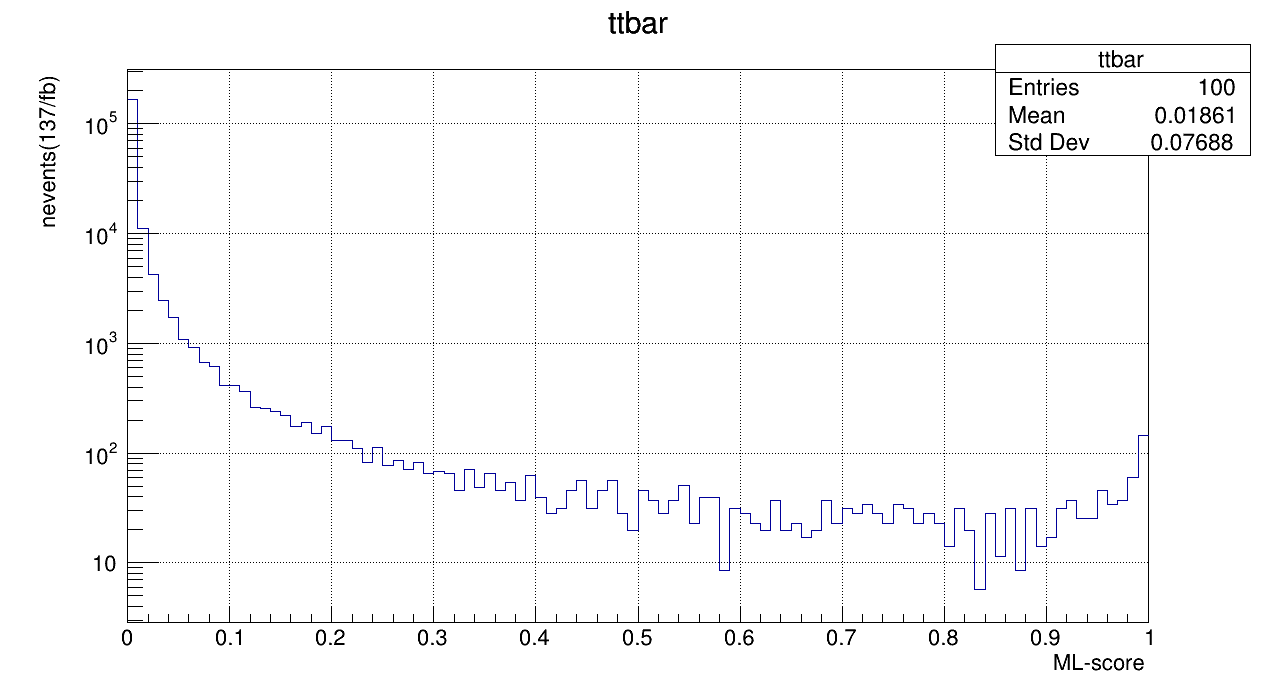 ttbar
ttbar
Entries 100
Mean 0.01861
Std Dev 0.07688
nevents(137/fb)
10^5
10^4
10^3
10^2
10
0 0.1 0.2 0.3 0.4 0.5 0.6 0.7 0.8 0.9 1
ML-score